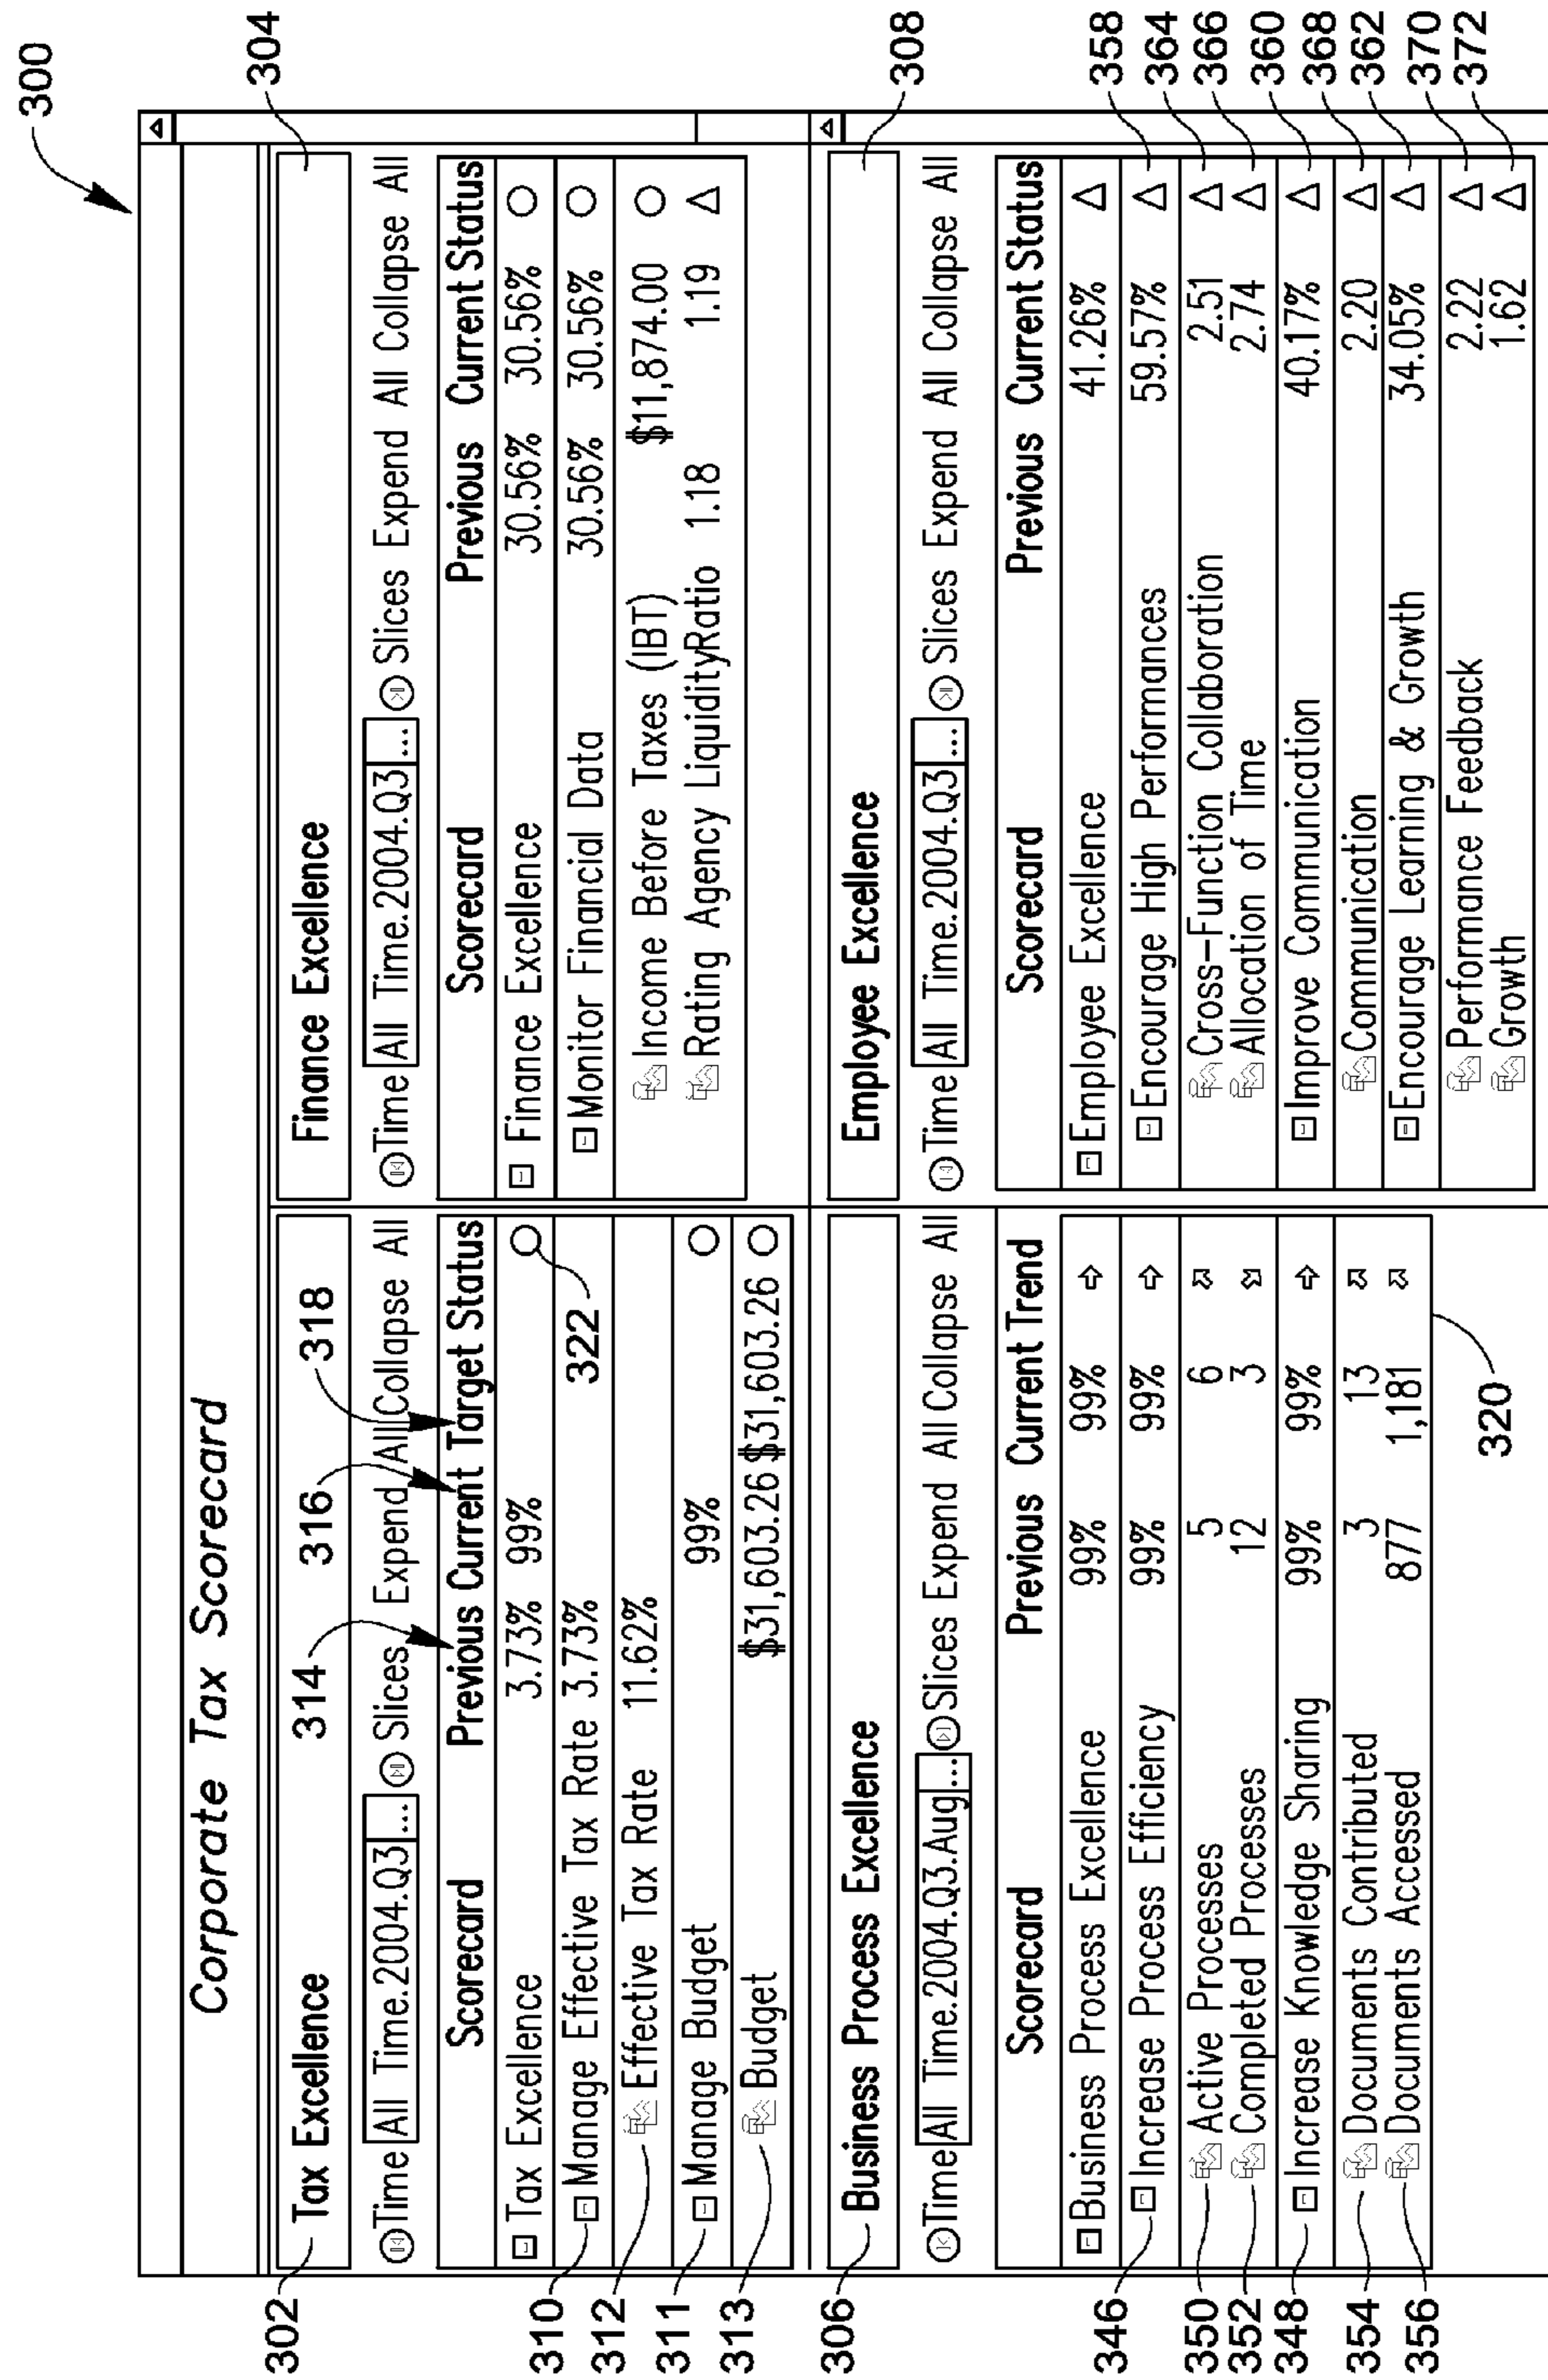 300
Corporate Tax Scorecard
302
Tax Excellence
314
316
318
Time All Time.2004.Q3 ... Slices Expend All Collapse All
Scorecard Previous Current Target Status
Tax Excellence 3.73% 99%
322
310 Manage Effective Tax Rate 3.73%
312 Effective Tax Rate 11.62%
311 Manage Budget 99%
313 Budget $31,603.26 $31,603.26
304
Finance Excellence
Time All Time.2004.Q3 ... Slices Expend All Collapse All
Scorecard Previous Current Status
Finance Excellence 30.56% 30.56%
Monitor Financial Data 30.56% 30.56%
Income Before Taxes (IBT) $11,874.00
Rating Agency LiquidityRatio 1.18 1.19
306
Business Process Excellence
Time All Time.2004.Q3.Aug ... Slices Expend All Collapse All
Scorecard Previous Current Trend
Business Process Excellence 99% 99%
346 Increase Process Efficiency 99% 99%
350 Active Processes 5 6
352 Completed Processes 12 3
348 Increase Knowledge Sharing 99% 99%
354 Documents Contributed 3 13
356 Documents Accessed 877 1,181
320
308
Employee Excellence
Time All Time.2004.Q3 ... Slices Expend All Collapse All
Scorecard Previous Current Status
Employee Excellence 41.26%
Encourage High Performances 59.57% 358
Cross-Function Collaboration 2.51 364
Allocation of Time 2.74 366
Improve Communication 40.17% 360
Communication 2.20 368
Encourage Learning & Growth 34.05% 362
Performance Feedback 2.22 370
Growth 1.62 372